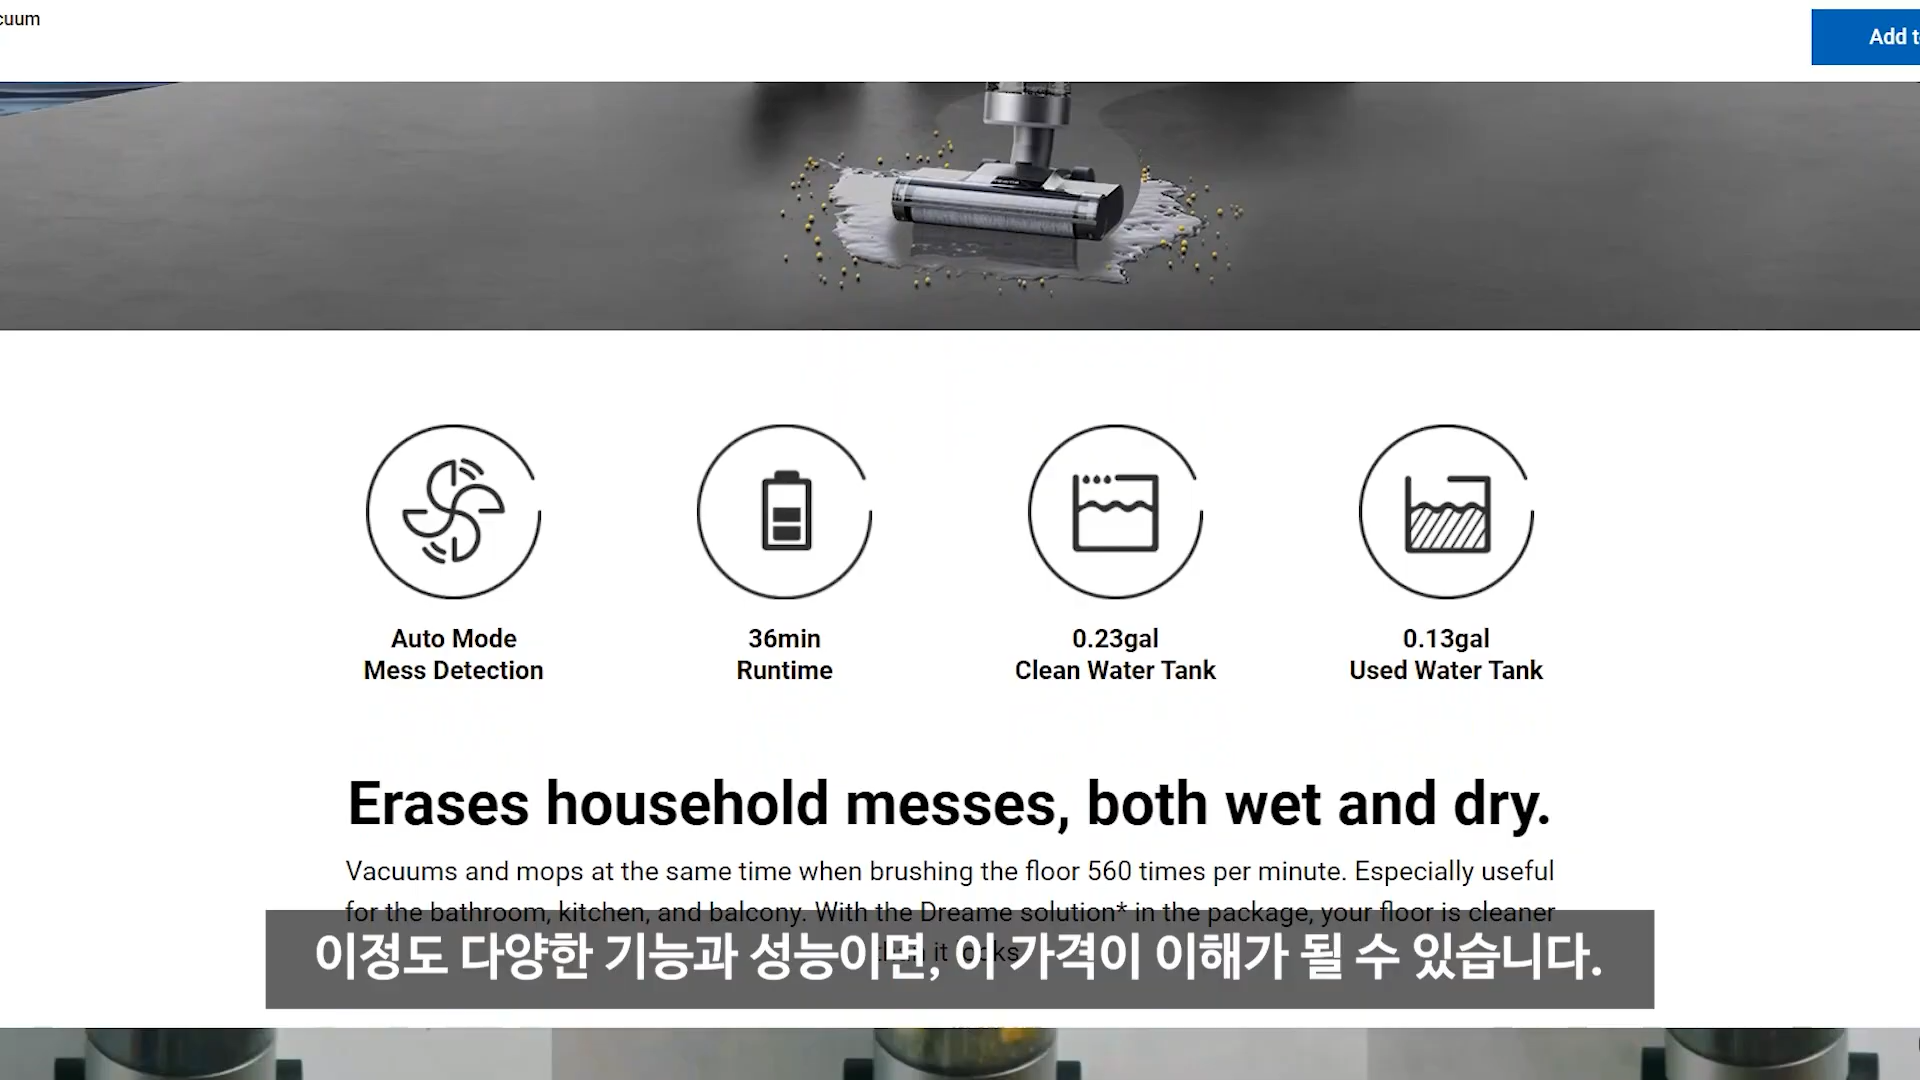 Add
Auto Mode
Mess Detection
36min
Runtime
0.23gal
Clean Water Tank
0.13gal
Used Water Tank
Erases household messes, both wet and dry.
Vacuums and mops at the same time when brushing the floor 560 times per minute. Especially useful
for the bathroom, kitchen, and balcony. With the Dreame solution* in the package, your floor is cleaner
it
이정도 다양한 기능과 성능이면, 이 가격이 이해가 될 수 있습니다.